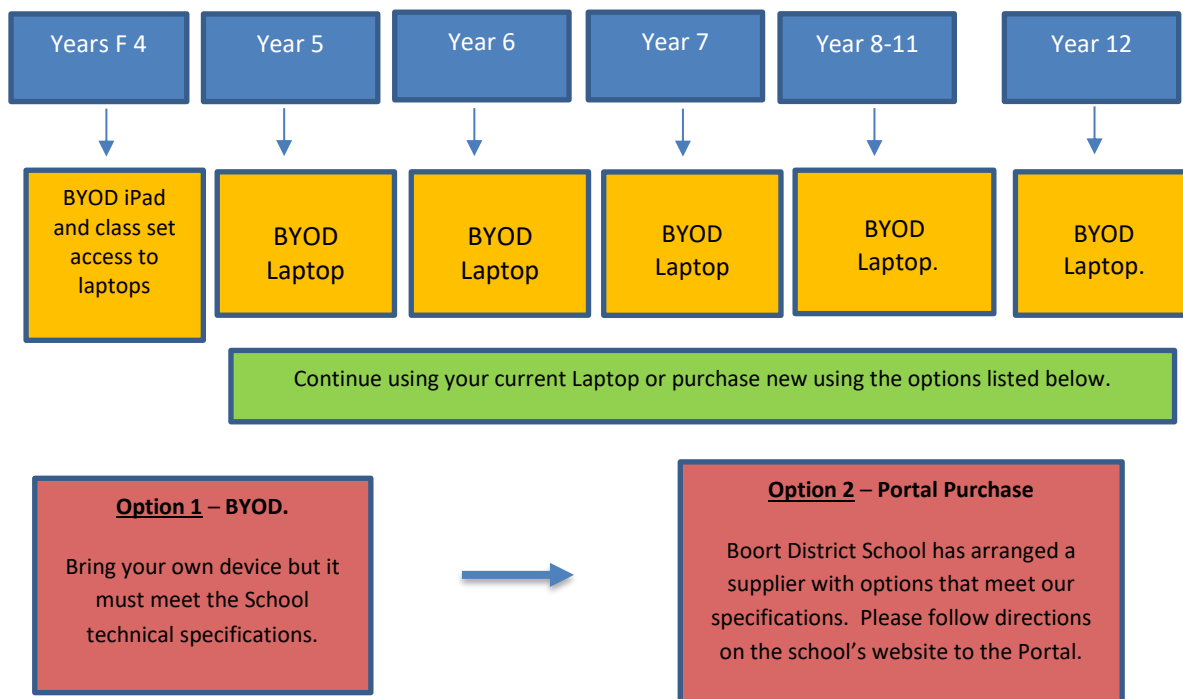 Years F 4
Year 5
Year 6
Year 7
Year 8-11
Year 12
BYOD iPad
and class set
access to
laptops
BYOD
Laptop
BYOD
Laptop
BYOD
Laptop
BYOD
Laptop.
BYOD
Laptop.
Continue using your current Laptop or purchase new using the options listed below.
Option 1 – BYOD.
Bring your own device but it
must meet the School
technical specifications.
Option 2 – Portal Purchase
Boort District School has arranged a
supplier with options that meet our
specifications.  Please follow directions
on the school’s website to the Portal.